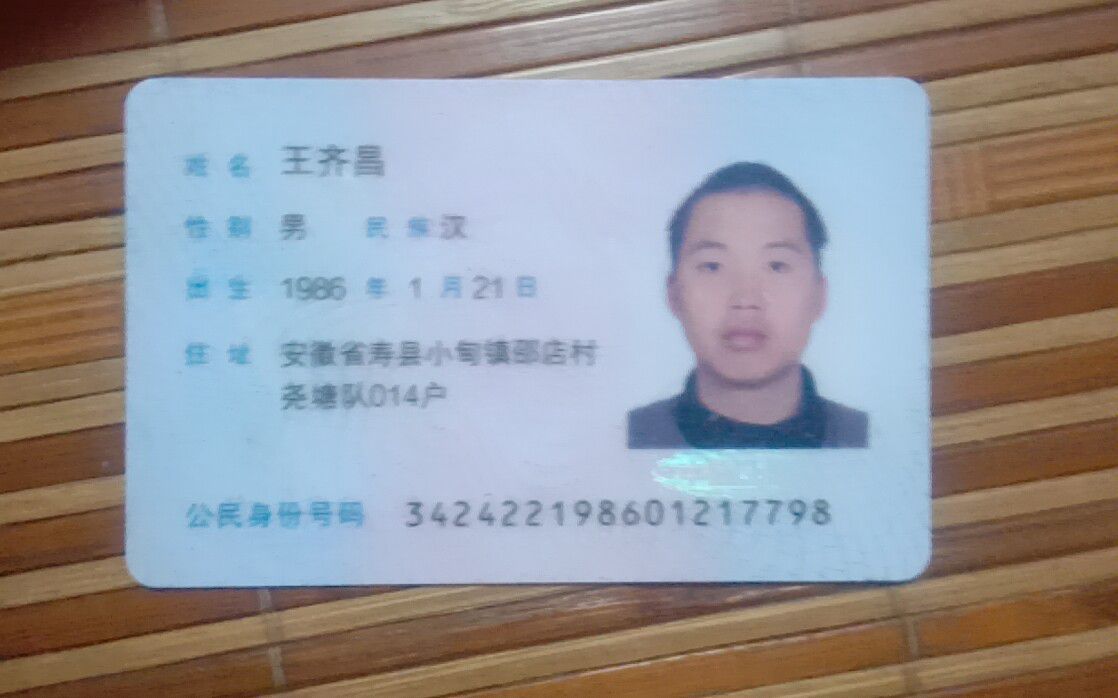 姓名 王齐昌
性别 男 民族 汉
出生 1986 年 1 月 21 日
住址 安徽省寿县小甸镇邵店村
尧塘队014户
公民身份号码 342422198601217798